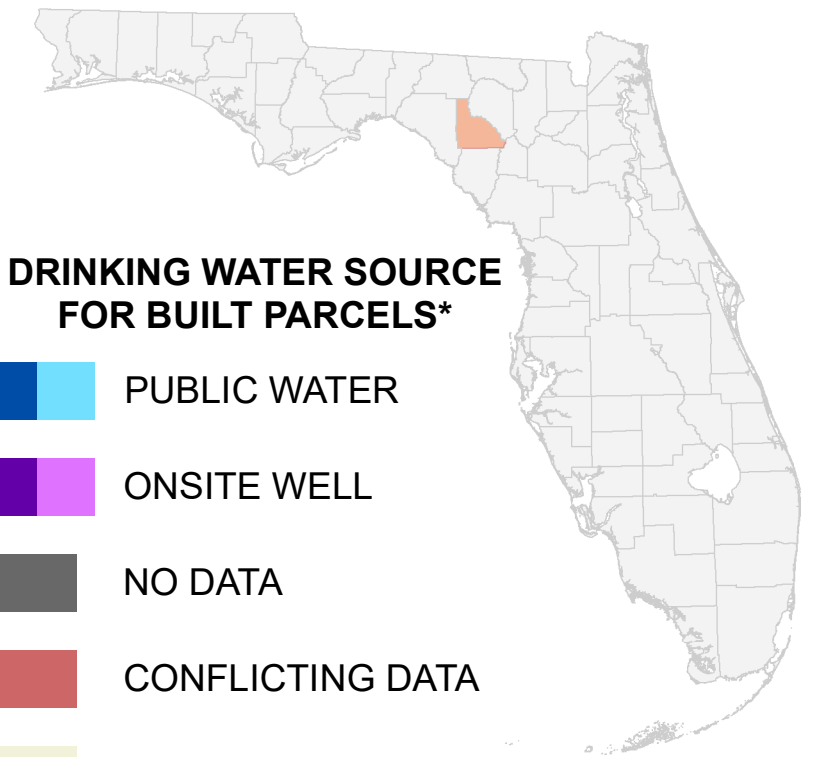 DRINKING WATER SOURCE
FOR BUILT PARCELS*
PUBLIC WATER
ONSITE WELL
NO DATA
CONFLICTING DATA